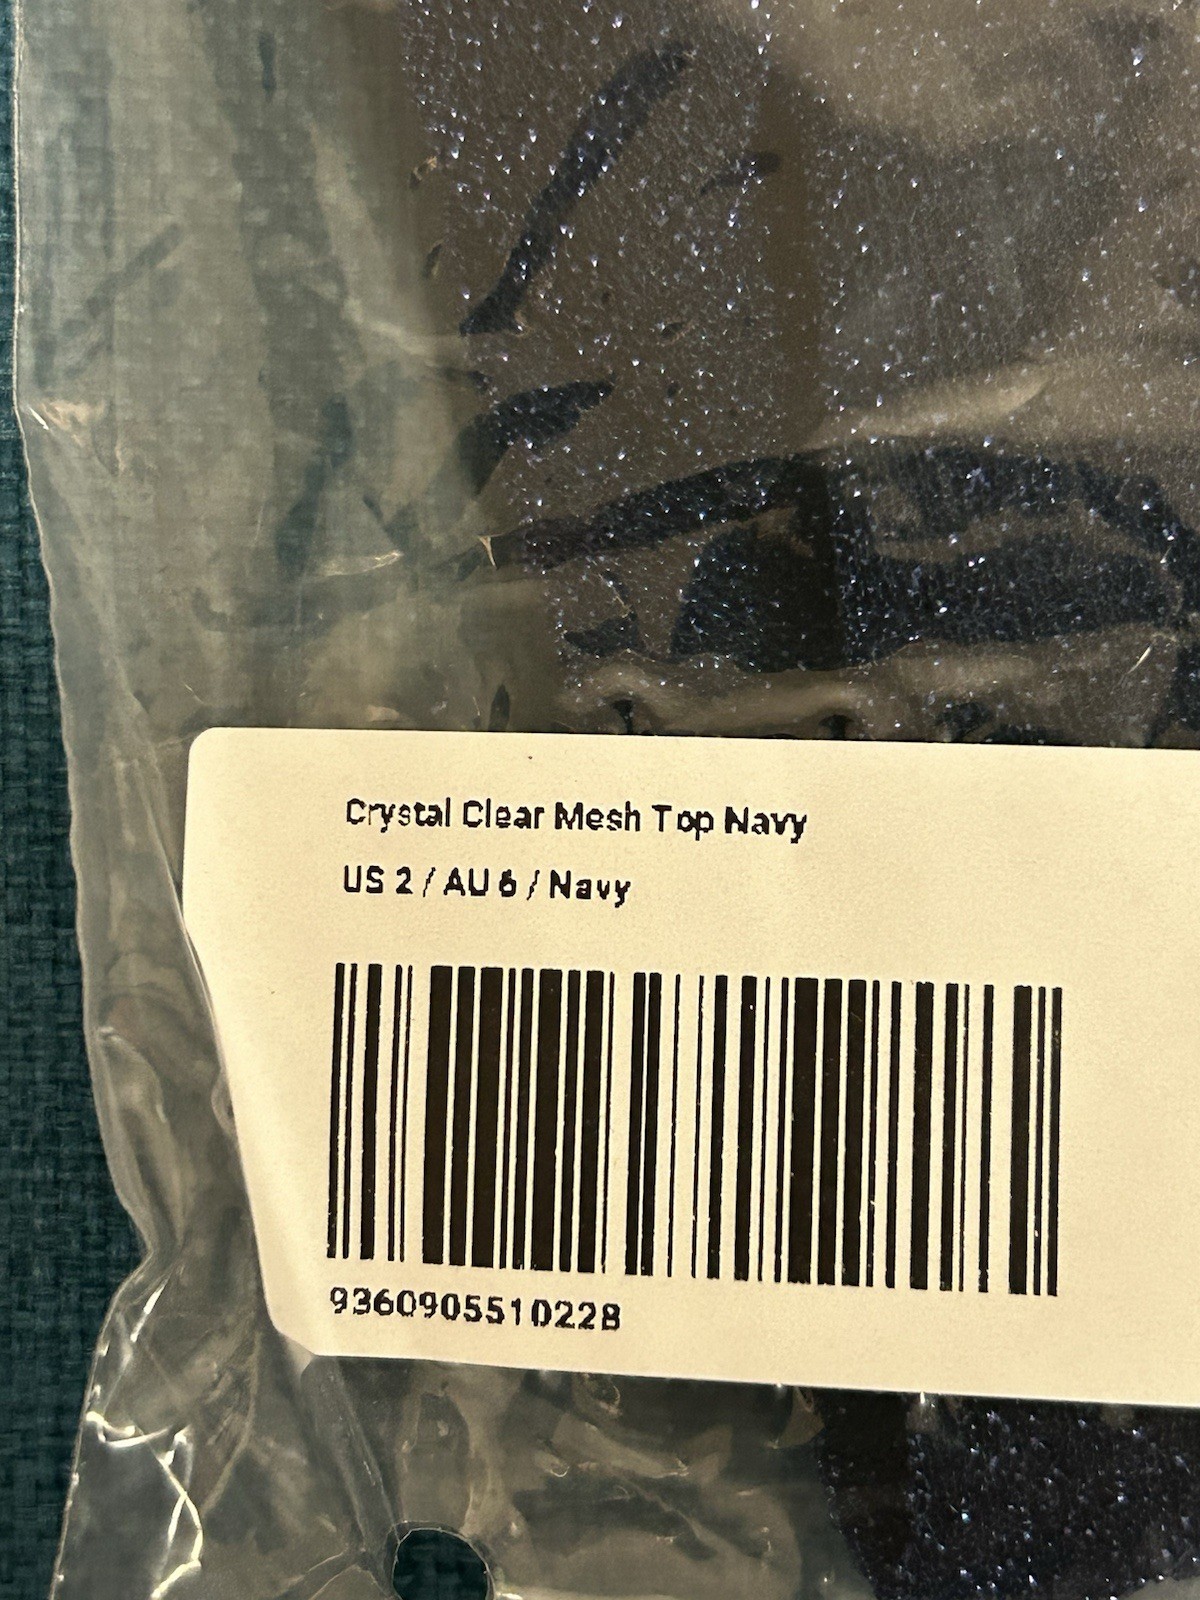 Crystal Clear Mesh Top Navy
US 2 / AU 6 / Navy
9360905510228